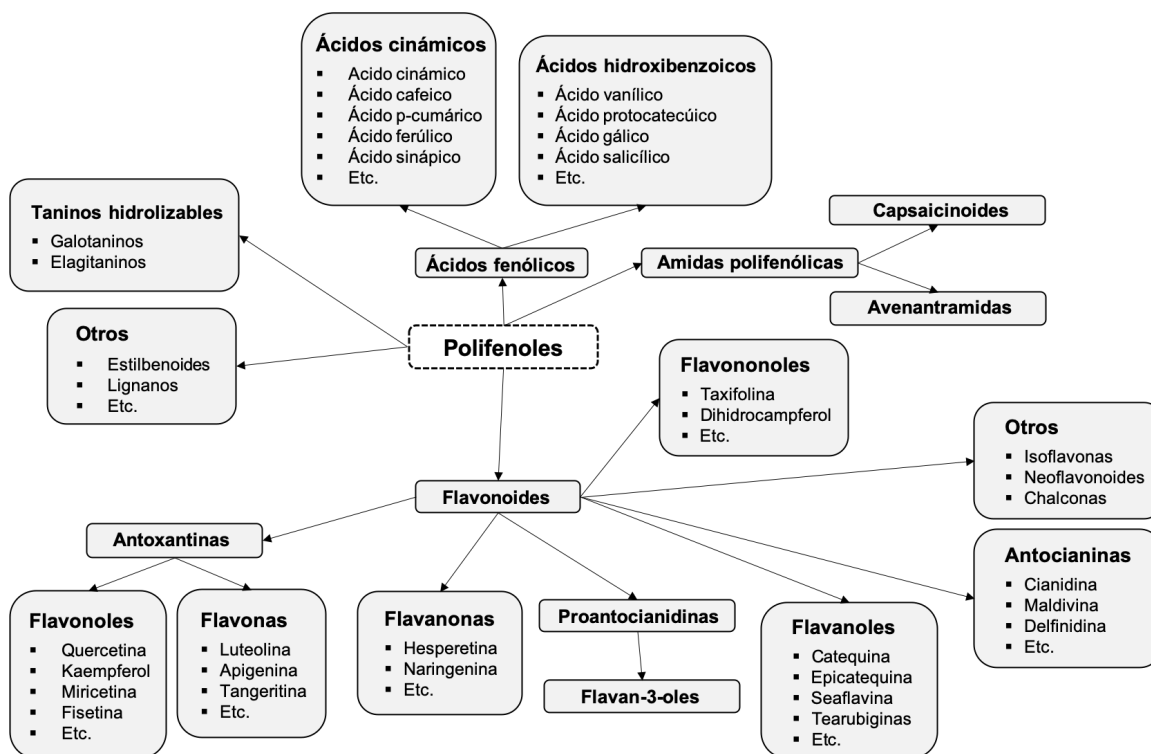 Ácidos cinámicos
Acido cinámico
Ácido cafeico
Ácido p-cumárico
Ácido ferúlico
Ácido sinápico
Etc.
Ácidos hidroxibenzoicos
Ácido vanílico
Ácido protocatecúico
Ácido gálico
Ácido salicílico
Etc.
Taninos hidrolizables
Galotaninos
Elagitaninos
Capsaicinoides
Ácidos fenólicos
Amidas polifenólicas
Avenantramidas
Otros
Estilbenoides
Lignanos
Etc.
Polifenoles
Flavononoles
Taxifolina
Dihidrocampferol
Etc.
Otros
Isoflavonas
Neoflavonoides
Chalconas
Flavonoides
Antoxantinas
Antocianinas
Cianidina
Maldivina
Delfinidina
Etc.
Flavonoles
Quercetina
Kaempferol
Miricetina
Fisetina
Etc.
Flavonas
Luteolina
Apigenina
Tangeritina
Etc.
Flavanonas
Hesperetina
Naringenina
Etc.
Proantocianidinas
Flavan-3-oles
Flavanoles
Catequina
Epicatequina
Seaflavina
Tearubiginas
Etc.